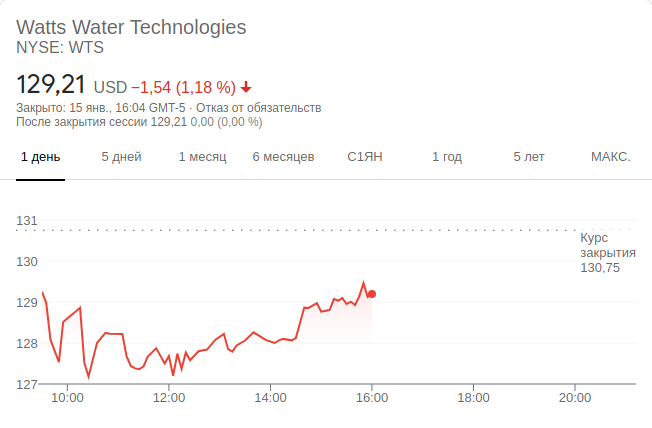 Watts Water Technologies
NYSE: WTS
129,21 USD −1,54 (1,18 %)
Закрыто: 15 янв., 16:04 GMT-5 · Отказ от обязательств
После закрытия сессии 129,21 0,00 (0,00 %)
1 день 5 дней 1 месяц 6 месяцев С1ЯН 1 год 5 лет МАКС.
131
Курс
закрытия
130,75
130
129
128
127
10:00 12:00 14:00 16:00 18:00 20:00